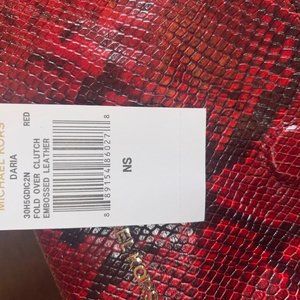 MICHAEL KORS
DARIA
30H5GDIC2N RED
FOLD OVER CLUTCH
EMBOSSED LEATHER
8 89154 86027 8
NS